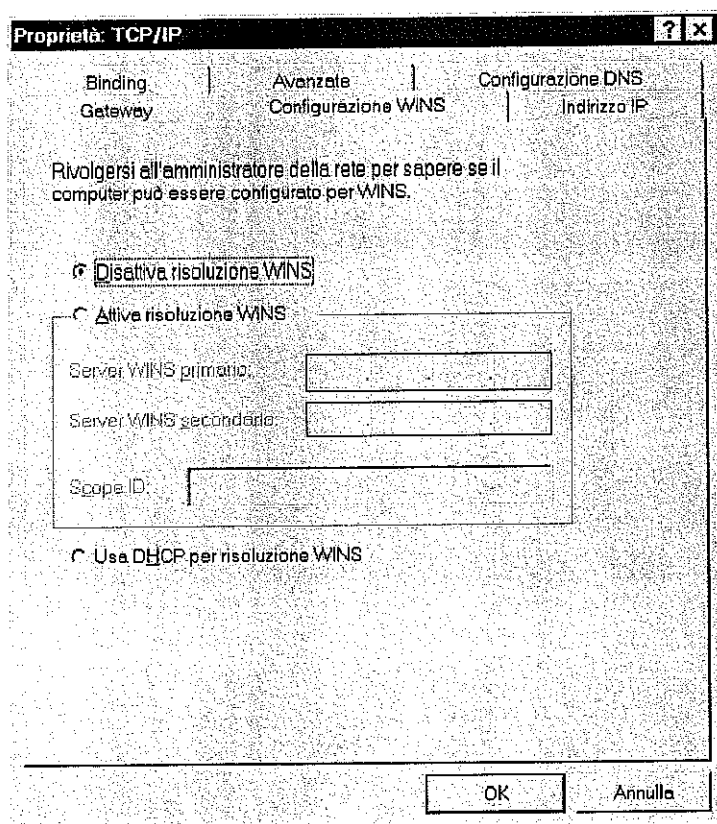 Proprietà: TCP/IP
Binding Avanzate Configurazione DNS
Gateway Configurazione WINS Indirizzo IP
Rivolgersi all'amministratore della rete per sapere se il
computer può essere configurato per WINS.
Disattiva risoluzione WINS
Attiva risoluzione WINS
Server WINS primario:
Server WINS secondario:
Scope ID:
Usa DHCP per risoluzione WINS
OK Annulla